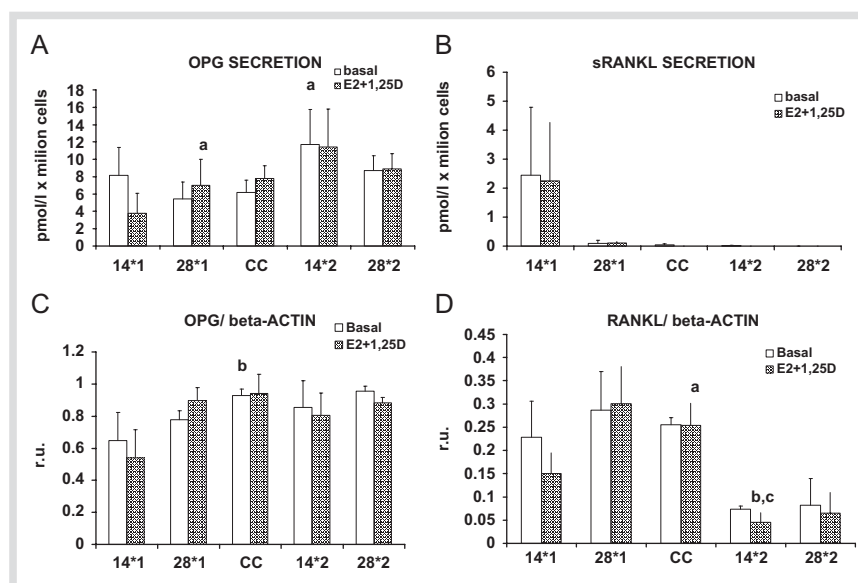 A
OPG SECRETION
basal
E2+1,25D
pmol/l x milion cells
18
16
14
12
10
8
6
4
2
0
a
a
14*1 28*1 CC 14*2 28*2
B
sRANKL SECRETION
basal
E2+1,25D
pmol/l x milion cells
6
5
4
3
2
1
0
14*1 28*1 CC 14*2 28*2
C
OPG/ beta-ACTIN
Basal
E2+1,25D
r.u.
1.2
1
0.8
0.6
0.4
0.2
0
b
14*1 28*1 CC 14*2 28*2
D
RANKL/ beta-ACTIN
Basal
E2+1,25D
r.u.
0.45
0.4
0.35
0.3
0.25
0.2
0.15
0.1
0.05
0
a
b,c
14*1 28*1 CC 14*2 28*2